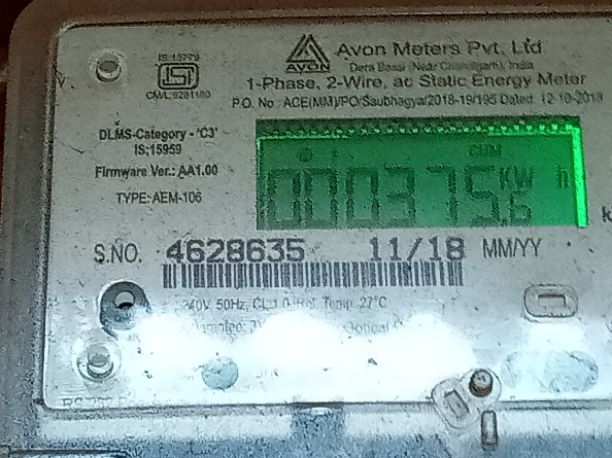 IS:13779
ISI
CM/L:9281180
AVON
Avon Meters Pvt. Ltd
Dera Bassi (Near Chandigarh), India
1-Phase, 2-Wire, ac Static Energy Meter
P.O. No : ACE(MM)/PO/Saubhagya/2018-19/195 Dated: 12-10-2018
DLMS-Category - 'C3'
IS:15959
Firmware Ver.: AA1.00
TYPE: AEM-106
CUM
000375.6 KW h
S.NO. 4628635 11/18 MM/YY
240V, 50Hz, CL:1.0 Ref. Temp. 27°C
Optical